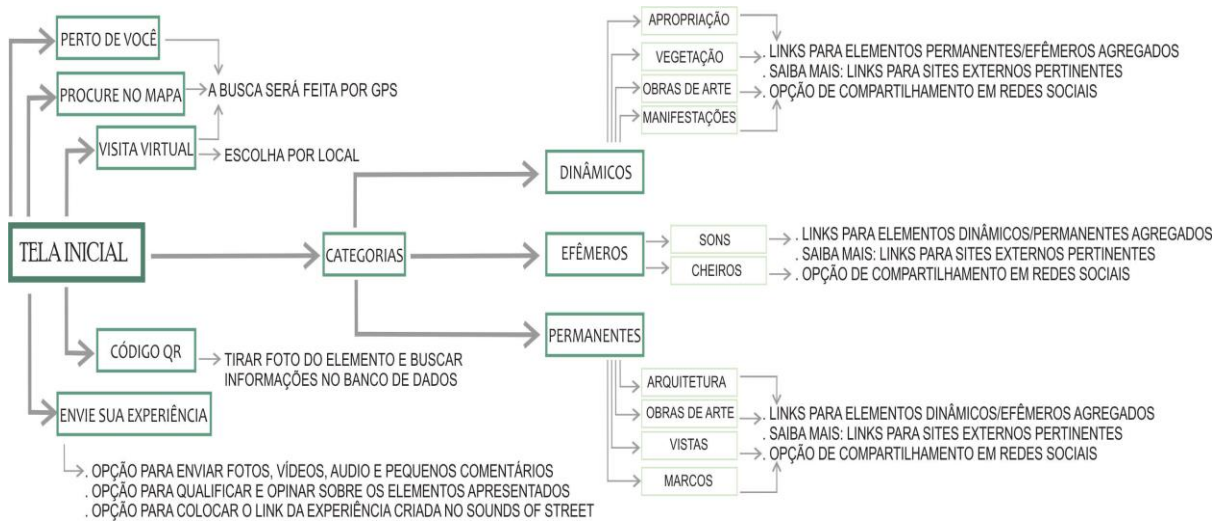 PERTO DE VOCÊ
PROCURE NO MAPA
A BUSCA SERÁ FEITA POR GPS
VISITA VIRTUAL
ESCOLHA POR LOCAL
TELA INICIAL
CÓDIGO QR
TIRAR FOTO DO ELEMENTO E BUSCAR
INFORMAÇÕES NO BANCO DE DADOS
ENVIE SUA EXPERIÊNCIA
. OPÇÃO PARA ENVIAR FOTOS, VÍDEOS, AUDIO E PEQUENOS COMENTÁRIOS
. OPÇÃO PARA QUALIFICAR E OPINAR SOBRE OS ELEMENTOS APRESENTADOS
. OPÇÃO PARA COLOCAR O LINK DA EXPERIÊNCIA CRIADA NO SOUNDS OF STREET
CATEGORIAS
DINÂMICOS
APROPRIAÇÃO
VEGETAÇÃO
OBRAS DE ARTE
MANIFESTAÇÕES
. LINKS PARA ELEMENTOS PERMANENTES/EFÊMEROS AGREGADOS
. SAIBA MAIS: LINKS PARA SITES EXTERNOS PERTINENTES
. OPÇÃO DE COMPARTILHAMENTO EM REDES SOCIAIS
EFÊMEROS
SONS
CHEIROS
. LINKS PARA ELEMENTOS DINÂMICOS/PERMANENTES AGREGADOS
. SAIBA MAIS: LINKS PARA SITES EXTERNOS PERTINENTES
. OPÇÃO DE COMPARTILHAMENTO EM REDES SOCIAIS
PERMANENTES
ARQUITETURA
OBRAS DE ARTE
VISTAS
MARCOS
. LINKS PARA ELEMENTOS DINÂMICOS/EFÊMEROS AGREGADOS
. SAIBA MAIS: LINKS PARA SITES EXTERNOS PERTINENTES
. OPÇÃO DE COMPARTILHAMENTO EM REDES SOCIAIS